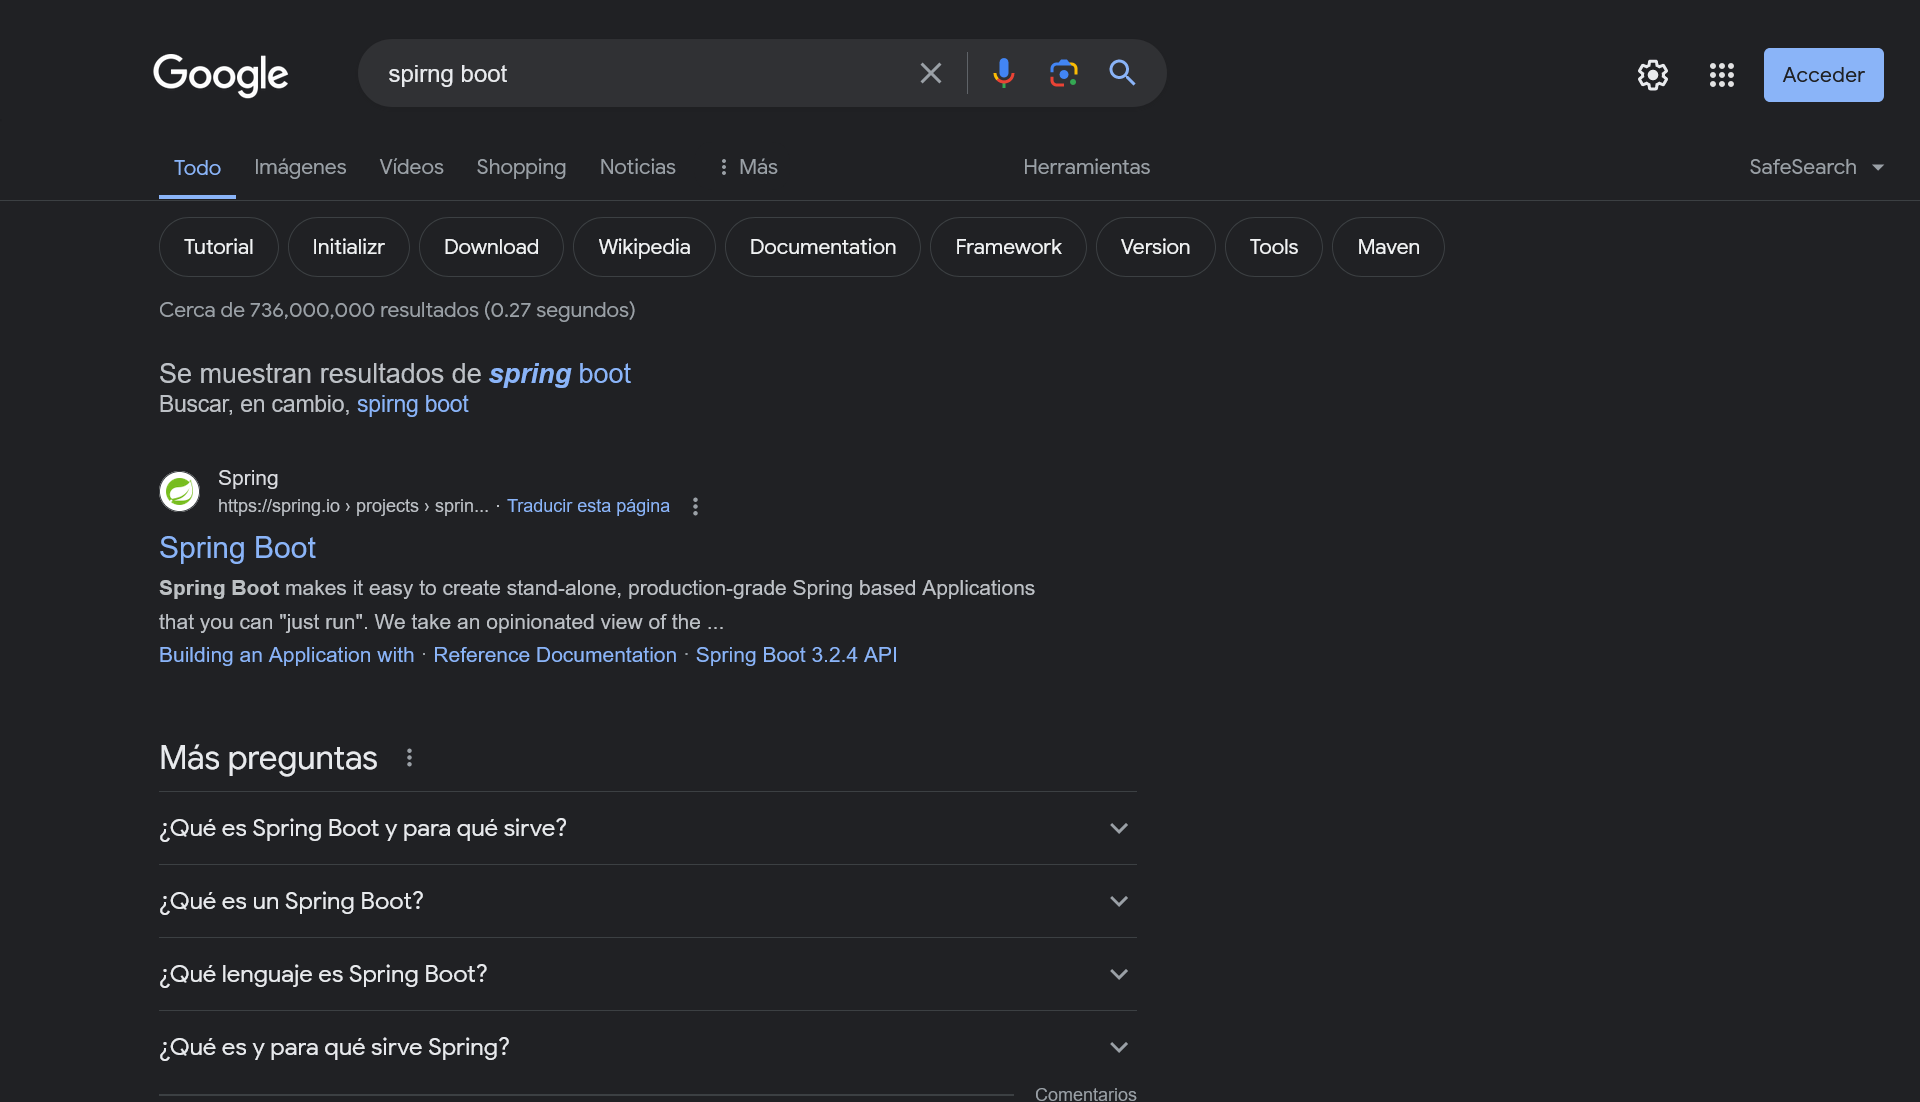 Google
spirng boot
Acceder
Todo
Imágenes
Vídeos
Shopping
Noticias
Más
Herramientas
SafeSearch
Tutorial
Initializr
Download
Wikipedia
Documentation
Framework
Version
Tools
Maven
Cerca de 736,000,000 resultados (0.27 segundos)
Se muestran resultados de spring boot
Buscar, en cambio, spirng boot
Spring
https://spring.io › projects › sprin... · Traducir esta página
Spring Boot
Spring Boot makes it easy to create stand-alone, production-grade Spring based Applications
that you can "just run". We take an opinionated view of the ...
Building an Application with · Reference Documentation · Spring Boot 3.2.4 API
Más preguntas
¿Qué es Spring Boot y para qué sirve?
¿Qué es un Spring Boot?
¿Qué lenguaje es Spring Boot?
¿Qué es y para qué sirve Spring?
Comentarios